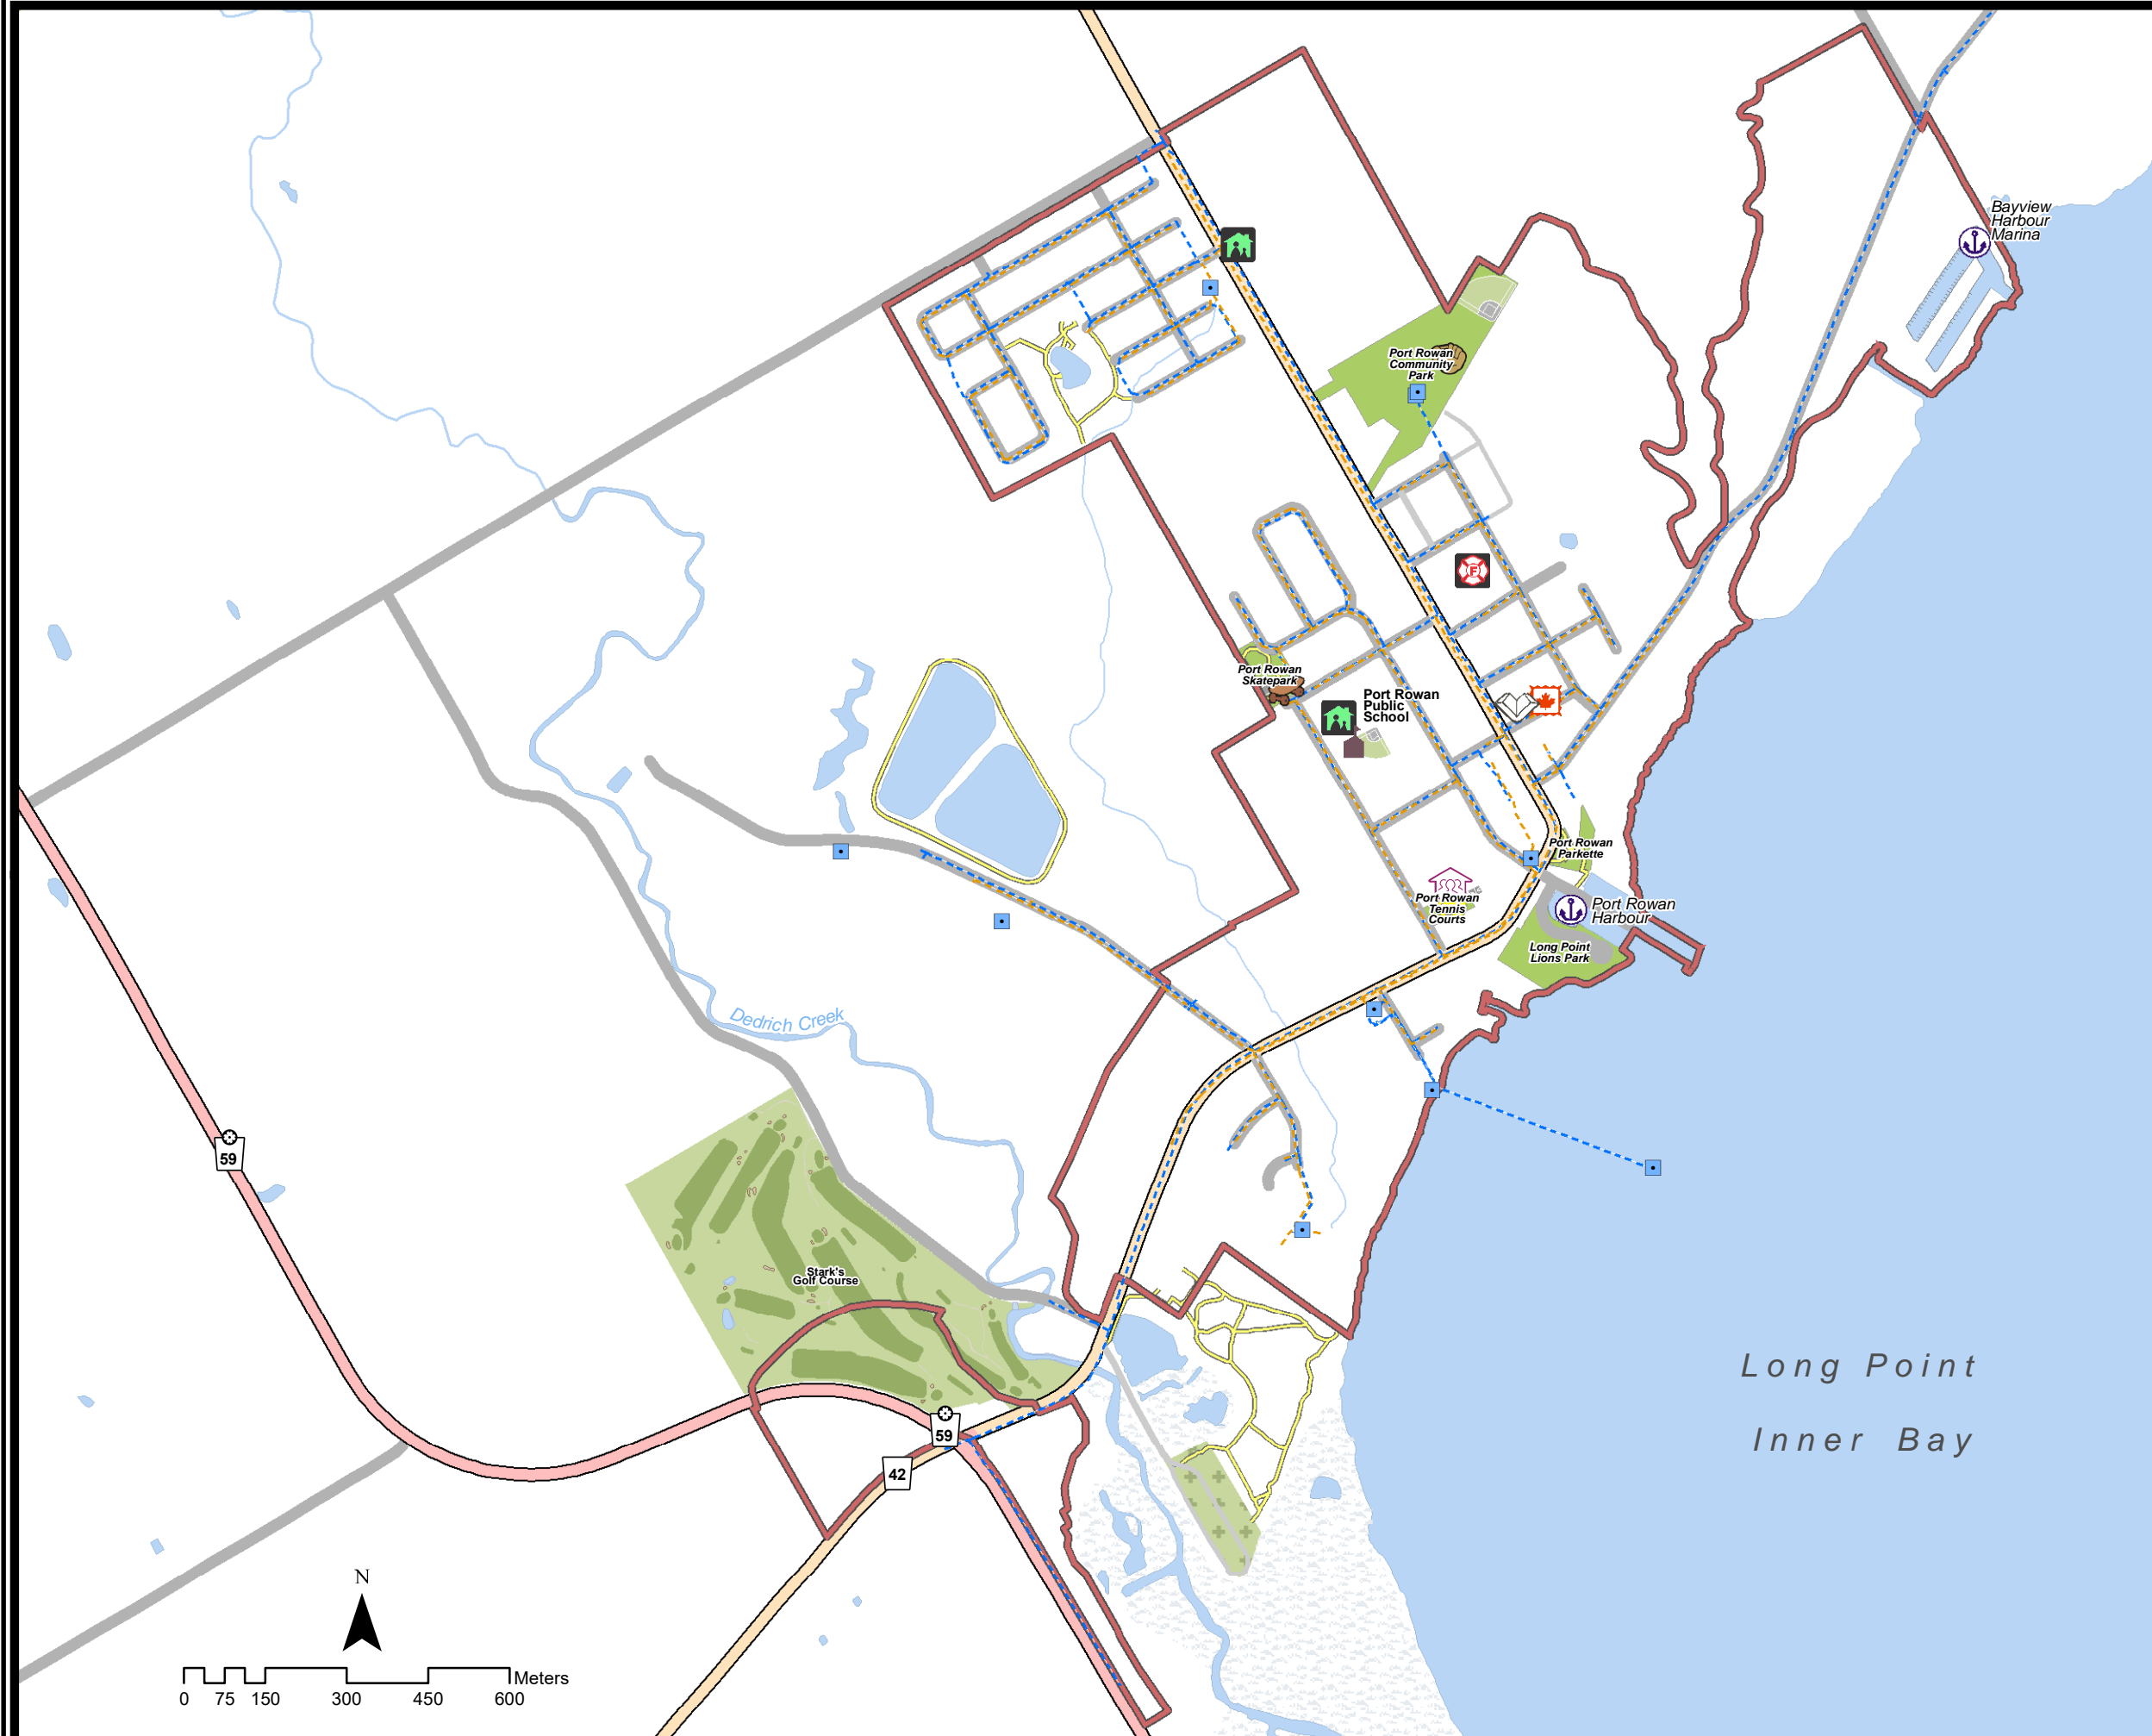 Bayview
Harbour
Marina
Port Rowan
Community
Park
F
Port Rowan
Skatepark
Port Rowan
Public
School
Port Rowan
Parkette
Port Rowan
Tennis
Courts
Port Rowan
Harbour
Long Point
Lions Park
Dedrich Creek
59
Stark's
Golf Course
Long Point
Inner Bay
59
42
N
Meters
0 75 150 300 450 600